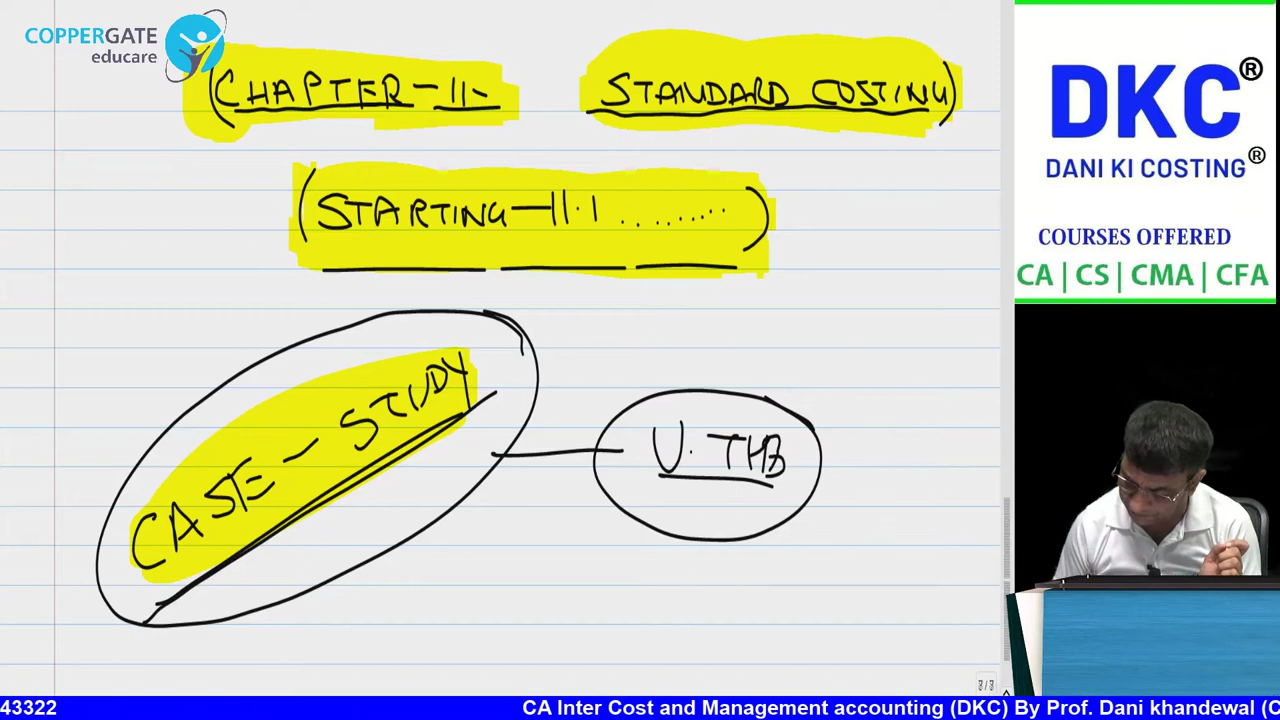 COPPERGATE
educare
(CHAPTER-11- STANDARD COSTING)
(STARTING-11.1 .........)
CASE - STUDY
U. THB
DKC®
DANI KI COSTING®
COURSES OFFERED
CA | CS | CMA | CFA
43322 CA Inter Cost and Management accounting (DKC) By Prof. Dani khandewal (C